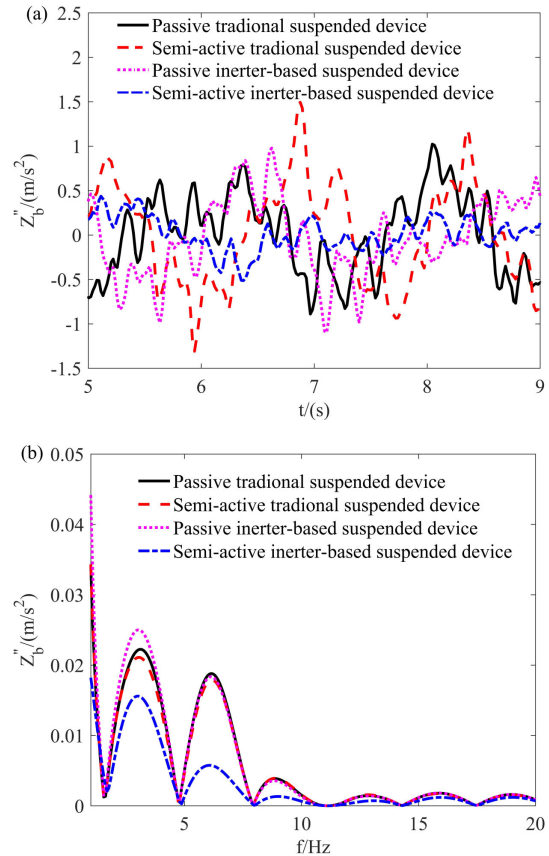 (a)
Passive tradional suspended device
Semi-active tradional suspended device
Passive inerter-based suspended device
Semi-active inerter-based suspended device
2.5
2
1.5
1
0.5
0
-0.5
-1
-1.5
Z_b''/(m/s²)
5 6 7 8 9
t/(s)
(b)
Passive tradional suspended device
Semi-active tradional suspended device
Passive inerter-based suspended device
Semi-active inerter-based suspended device
0.05
0.04
0.03
0.02
0.01
0
Z_b''/(m/s²)
5 10 15 20
f/Hz